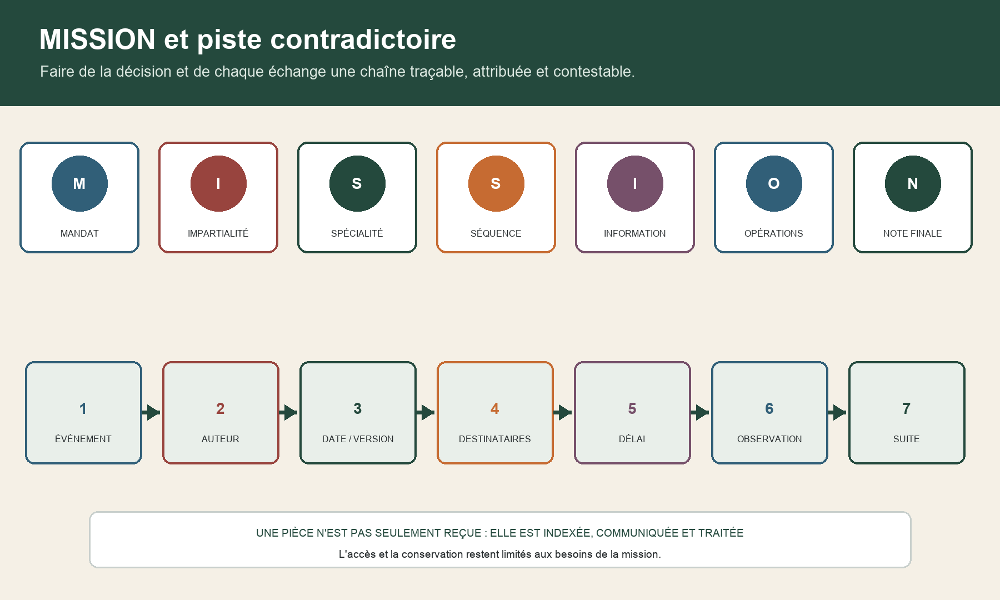 MISSION et piste contradictoire
Faire de la décision et de chaque échange une chaîne traçable, attribuée et contestable.
M
I
S
S
I
O
N
MANDAT
IMPARTIALITÉ
SPÉCIALITÉ
SÉQUENCE
INFORMATION
OPÉRATIONS
NOTE FINALE
1
2
3
4
5
6
7
ÉVÉNEMENT
AUTEUR
DATE / VERSION
DESTINATAIRES
DÉLAI
OBSERVATION
SUITE
UNE PIÈCE N'EST PAS SEULEMENT REÇUE : ELLE EST INDEXÉE, COMMUNIQUÉE ET TRAITÉE
L'accès et la conservation restent limités aux besoins de la mission.